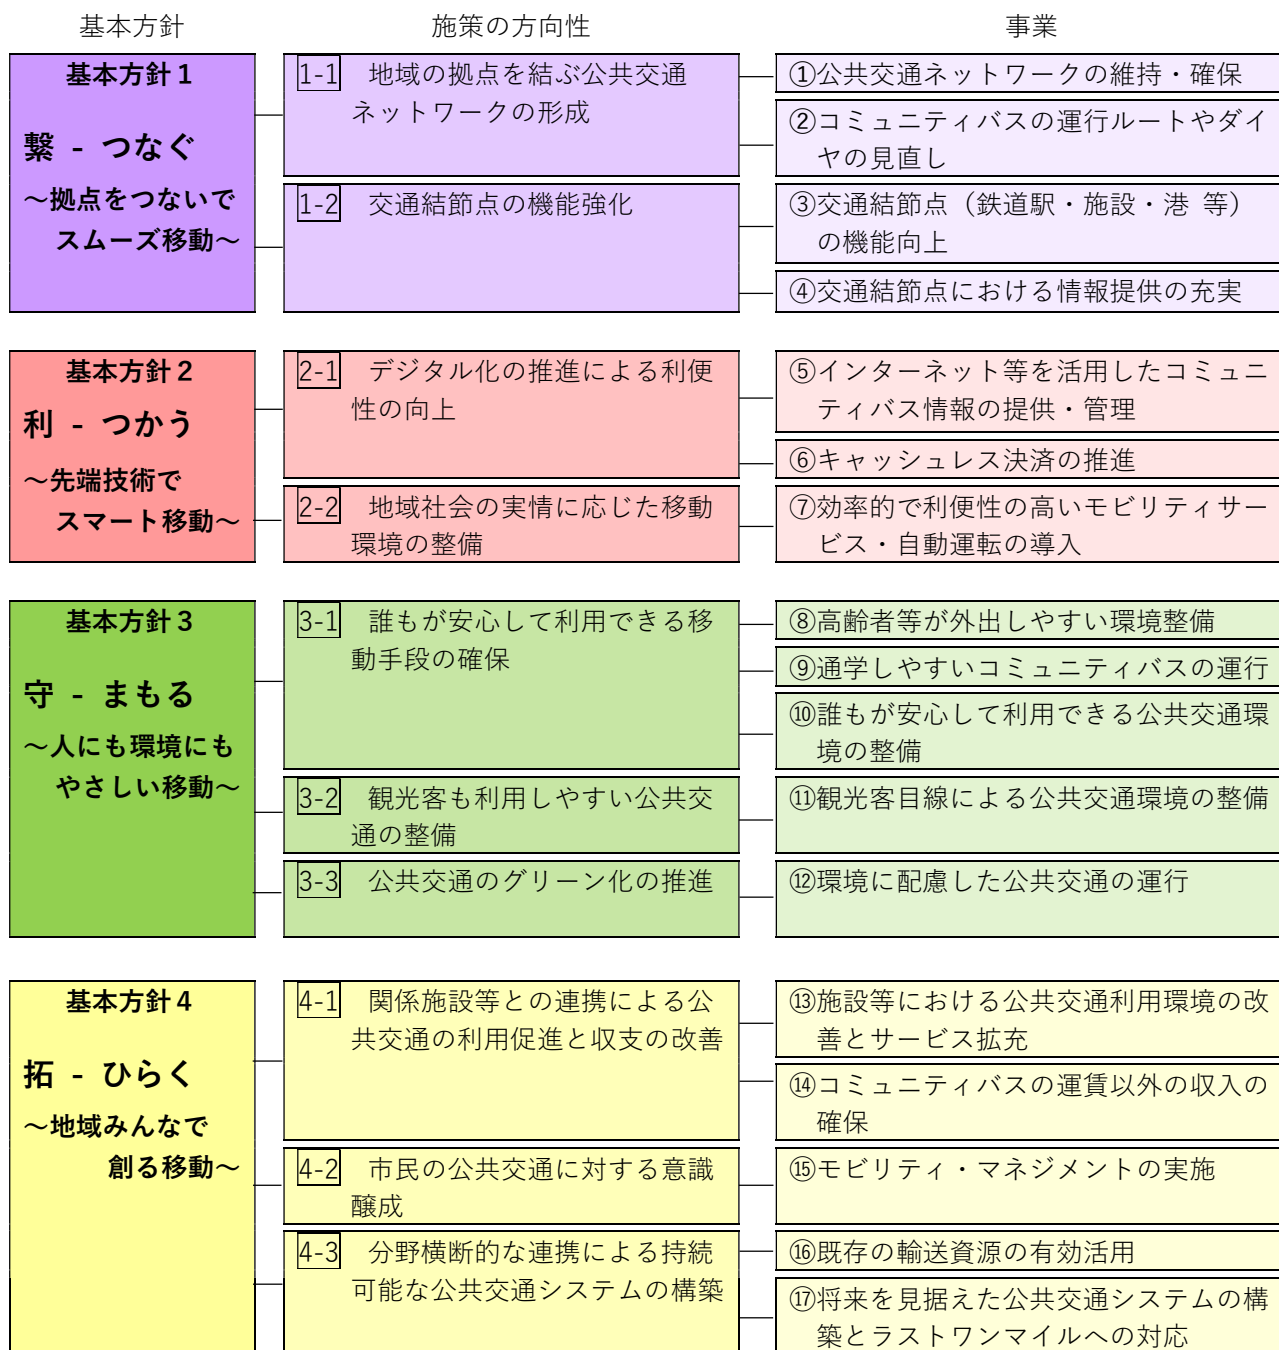 基本方針
施策の方向性
事業
基本方針１
繋 - つなぐ
～拠点をつないで
スムーズ移動～
1-1 地域の拠点を結ぶ公共交通
ネットワークの形成
①公共交通ネットワークの維持・確保
②コミュニティバスの運行ルートやダイ
ヤの見直し
1-2 交通結節点の機能強化
③交通結節点（鉄道駅・施設・港 等）
の機能向上
④交通結節点における情報提供の充実
基本方針２
利 - つかう
～先端技術で
スマート移動～
2-1 デジタル化の推進による利便
性の向上
⑤インターネット等を活用したコミュニ
ティバス情報の提供・管理
⑥キャッシュレス決済の推進
2-2 地域社会の実情に応じた移動
環境の整備
⑦効率的で利便性の高いモビリティサー
ビス・自動運転の導入
基本方針３
守 - まもる
～人にも環境にも
やさしい移動～
3-1 誰もが安心して利用できる移
動手段の確保
⑧高齢者等が外出しやすい環境整備
⑨通学しやすいコミュニティバスの運行
⑩誰もが安心して利用できる公共交通環
境の整備
3-2 観光客も利用しやすい公共交
通の整備
⑪観光客目線による公共交通環境の整備
3-3 公共交通のグリーン化の推進
⑫環境に配慮した公共交通の運行
基本方針４
拓 - ひらく
～地域みんなで
創る移動～
4-1 関係施設等との連携による公
共交通の利用促進と収支の改善
⑬施設等における公共交通利用環境の改
善とサービス拡充
⑭コミュニティバスの運賃以外の収入の
確保
4-2 市民の公共交通に対する意識
醸成
⑮モビリティ・マネジメントの実施
4-3 分野横断的な連携による持続
可能な公共交通システムの構築
⑯既存の輸送資源の有効活用
⑰将来を見据えた公共交通システムの構
築とラストワンマイルへの対応